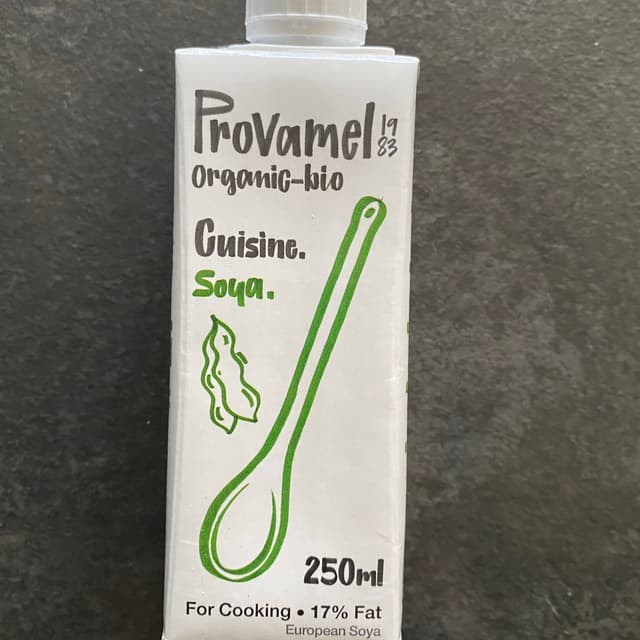 Provamel 19 83
organic-bio
Cuisine.
Soya.
250ml
For Cooking • 17% Fat
European Soya